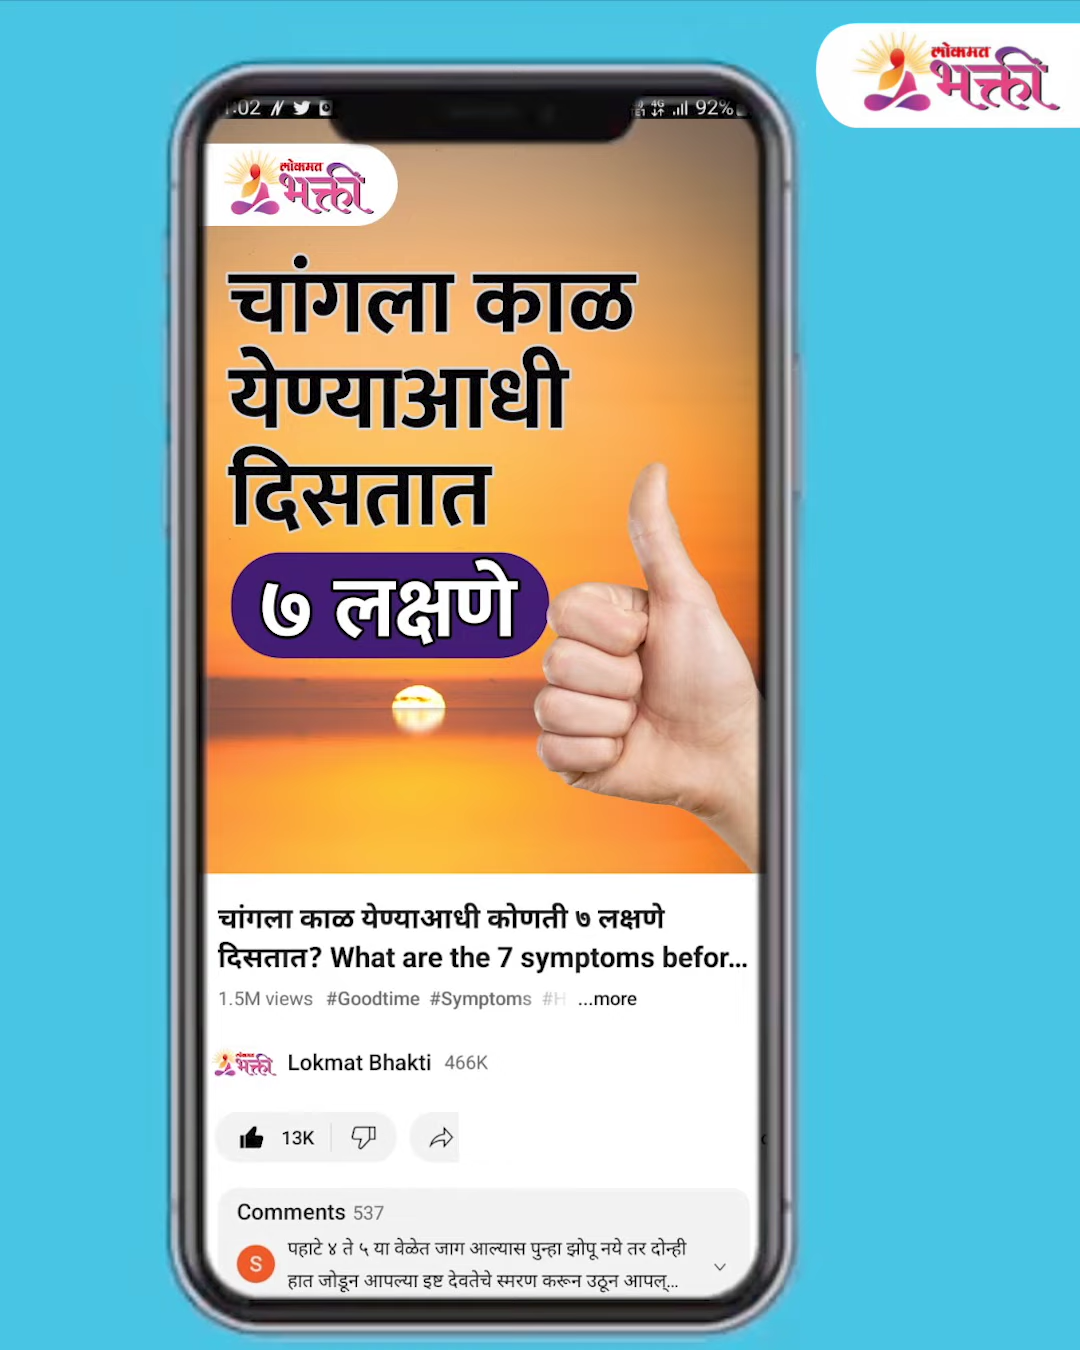 लोकमत
भक्ती
92%
लोकमत
भक्ती
चांगला काळ
येण्याआधी
दिसतात
७ लक्षणे
चांगला काळ येण्याआधी कोणती ७ लक्षणे
दिसतात? What are the 7 symptoms befor...
1.5M views #Goodtime #Symptoms #H ...more
लोकमत
भक्ती
Lokmat Bhakti 466K
13K
Comments 537
S
पहाटे ४ ते ५ या वेळेत जाग आल्यास पुन्हा झोपू नये तर दोन्ही
हात जोडून आपल्या इष्ट देवतेचे स्मरण करून उठून आपल्...